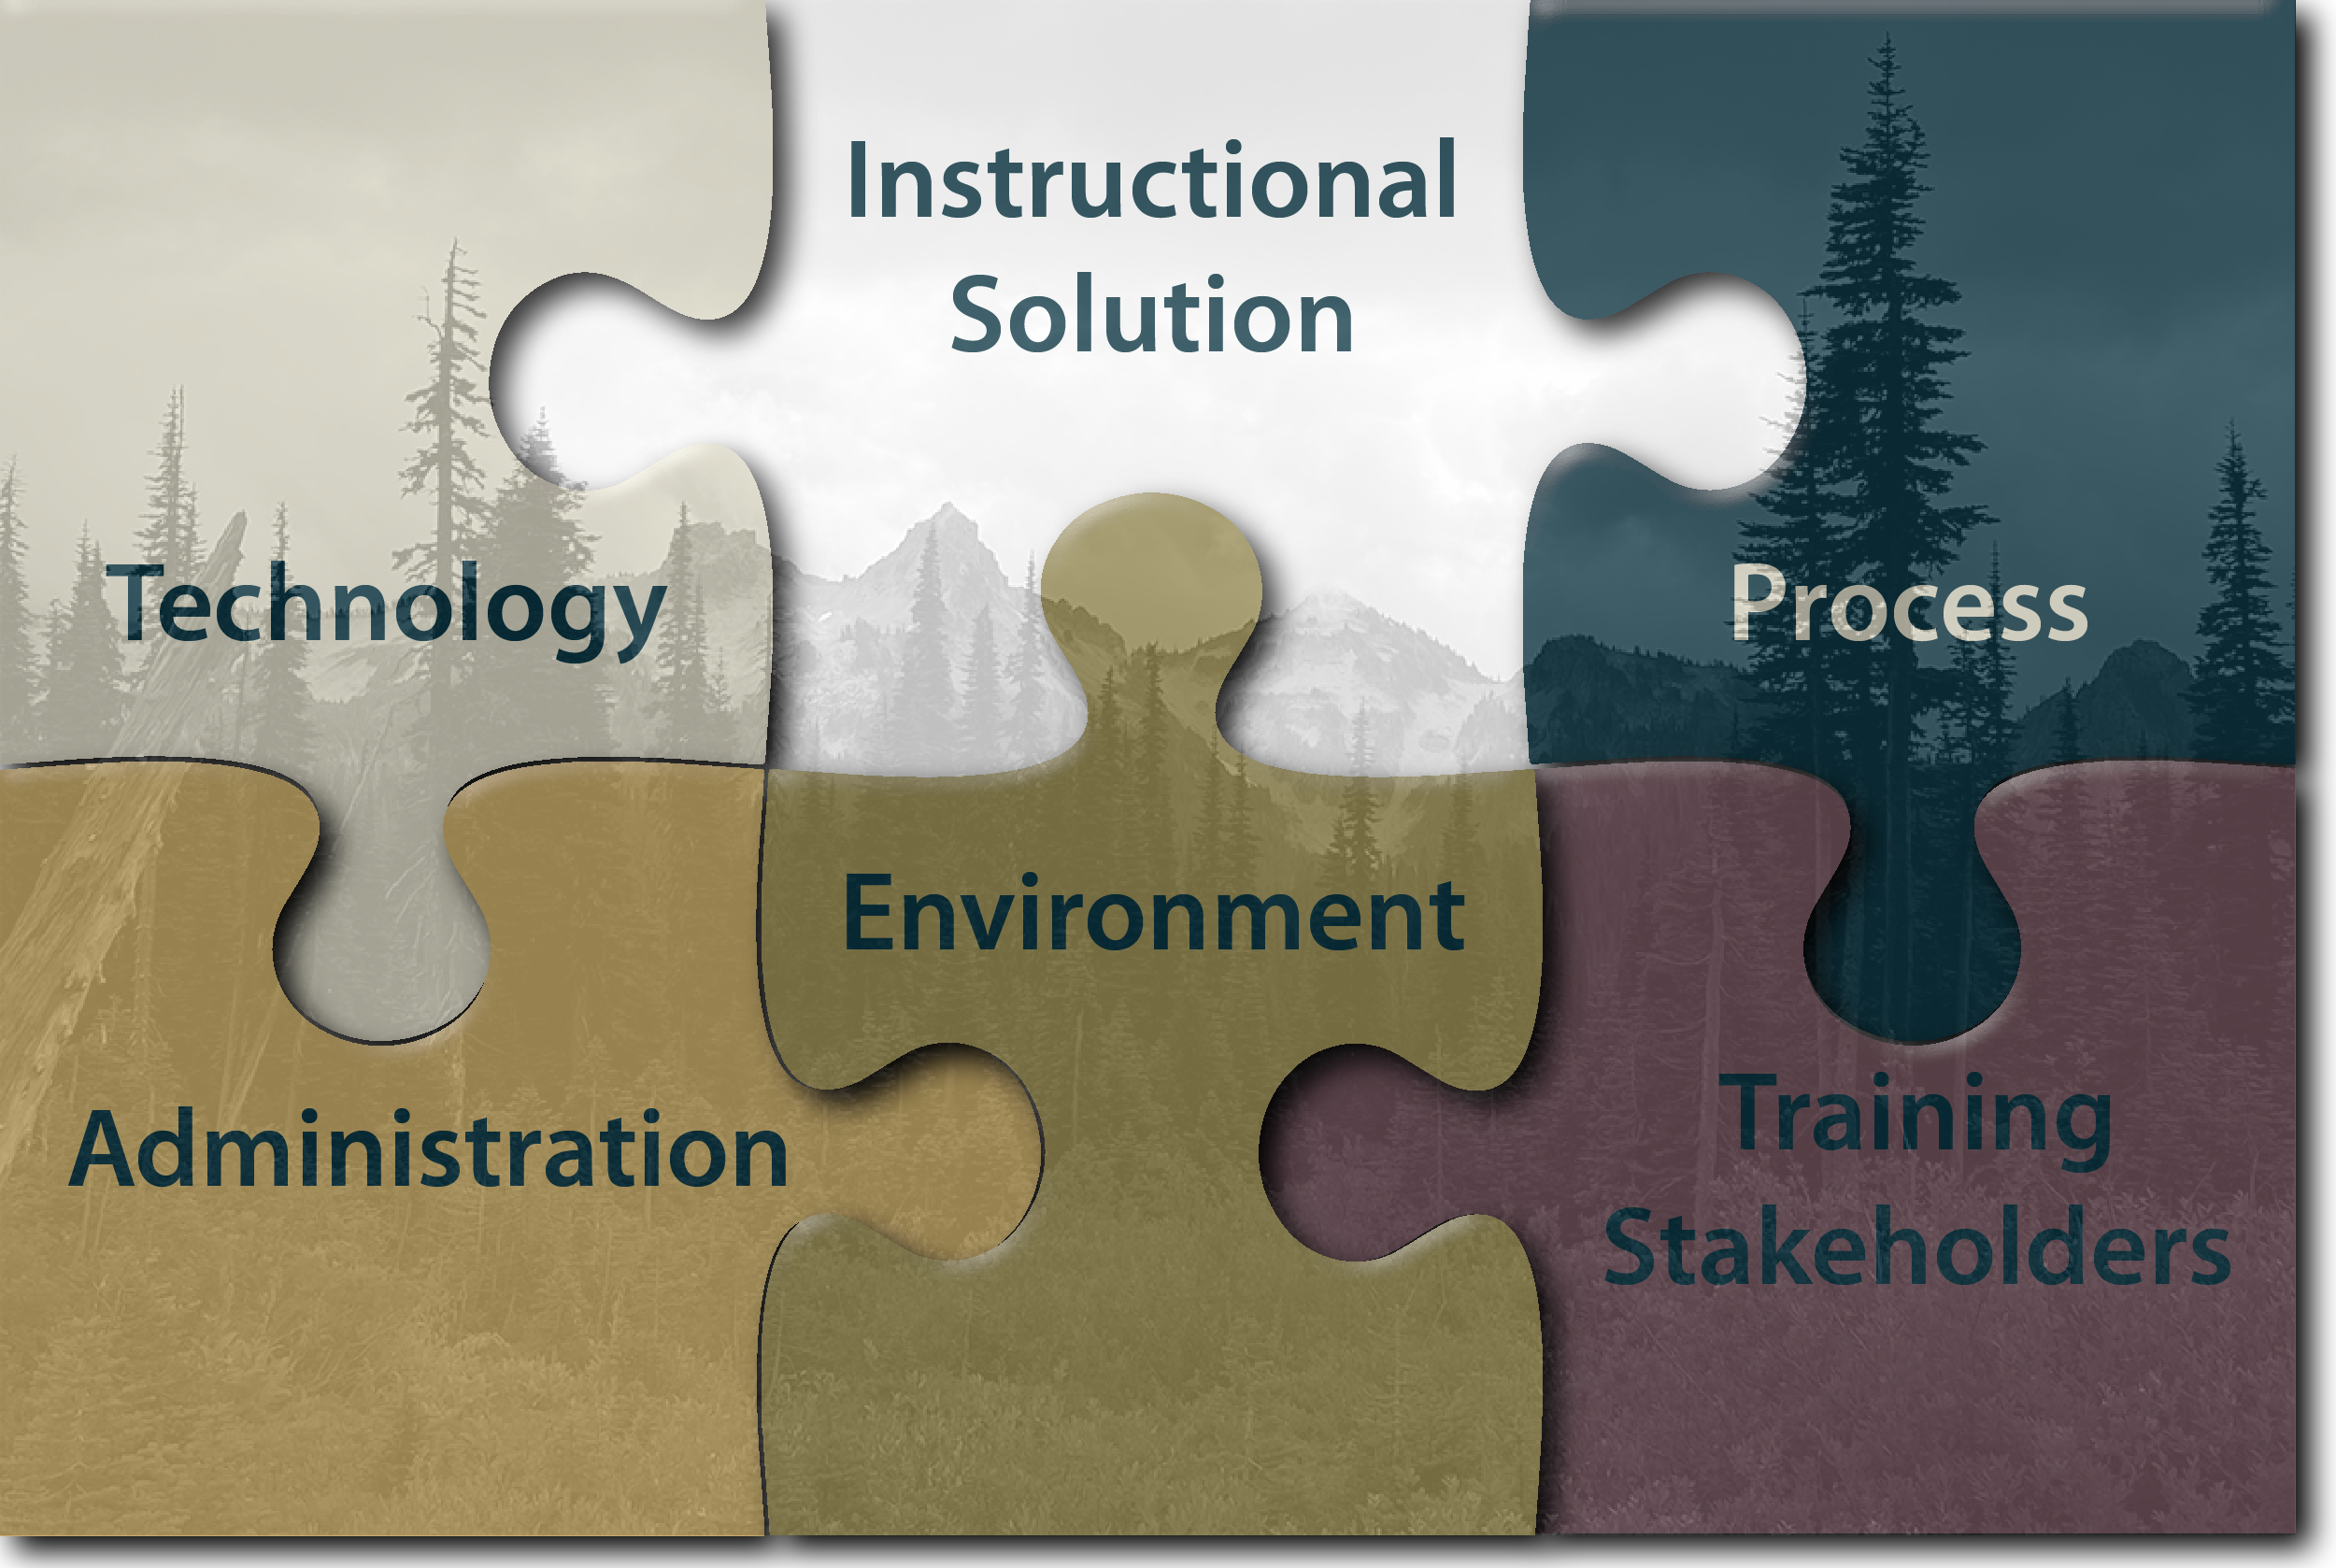 Instructional
Solution
Technology
Process
Environment
Administration
Training
Stakeholders